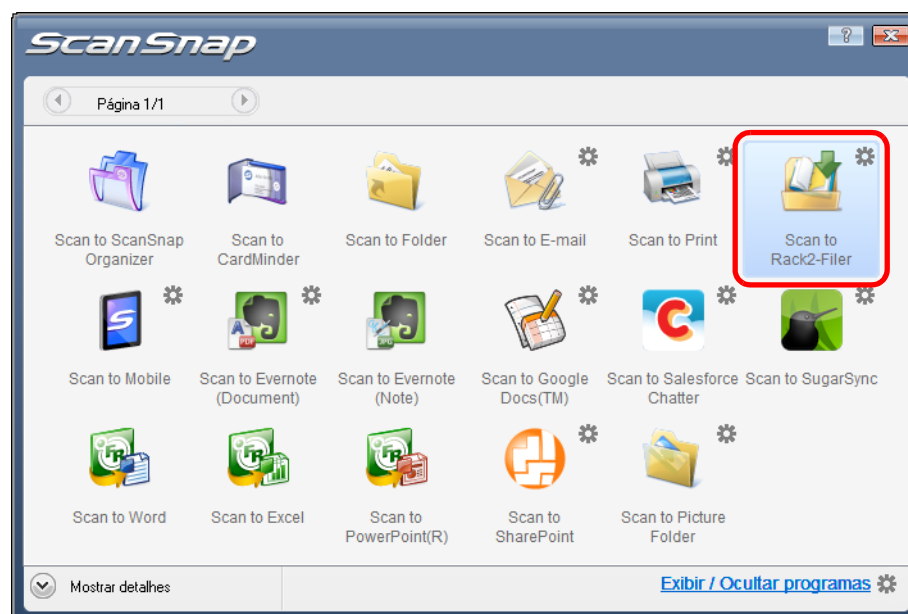 ScanSnap
Página 1/1
Scan to ScanSnap
Organizer
Scan to
CardMinder
Scan to Folder
Scan to E-mail
Scan to Print
Scan to
Rack2-Filer
Scan to Mobile
Scan to Evernote
(Document)
Scan to Evernote
(Note)
Scan to Google
Docs(TM)
Scan to Salesforce
Chatter
Scan to SugarSync
Scan to Word
Scan to Excel
Scan to
PowerPoint(R)
Scan to
SharePoint
Scan to Picture
Folder
Mostrar detalhes
Exibir / Ocultar programas